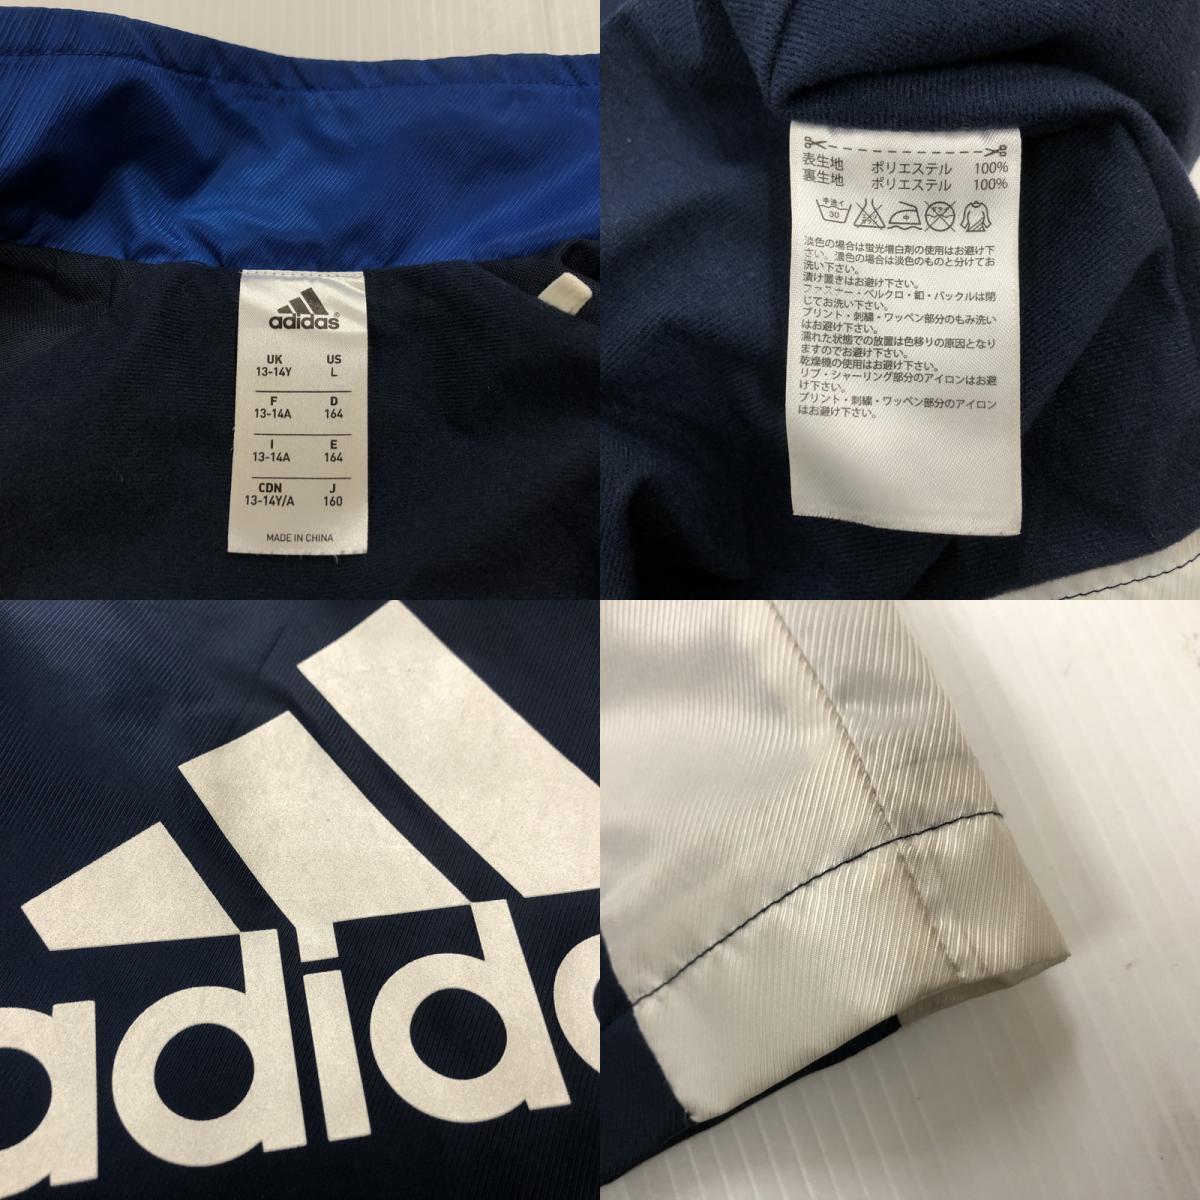 adidas®
UK US
13-14Y L
F D
13-14A 164
I E
13-14A 164
CDN J
13-14Y/A 160
MADE IN CHINA
表生地 ポリエステル 100%
裏生地 ポリエステル 100%
手洗イ 30 中
淡色の場合は蛍光増白剤の使用はお避け下
さい。濃色の場合は淡色のものと分けてお
洗い下さい。
漬け置きはお避け下さい。
ファスナー・ベルクロ・釦・バックルは閉
じてお洗い下さい。
プリント・刺繍・ワッペン部分のもみ洗い
はお避け下さい。
濡れた状態での放置は色移りの原因となり
ますのでお避け下さい。
乾燥機の使用はお避け下さい。
リブ・シャーリング部分のアイロンはお避
け下さい。
プリント・刺繍・ワッペン部分のアイロン
はお避け下さい。
adida